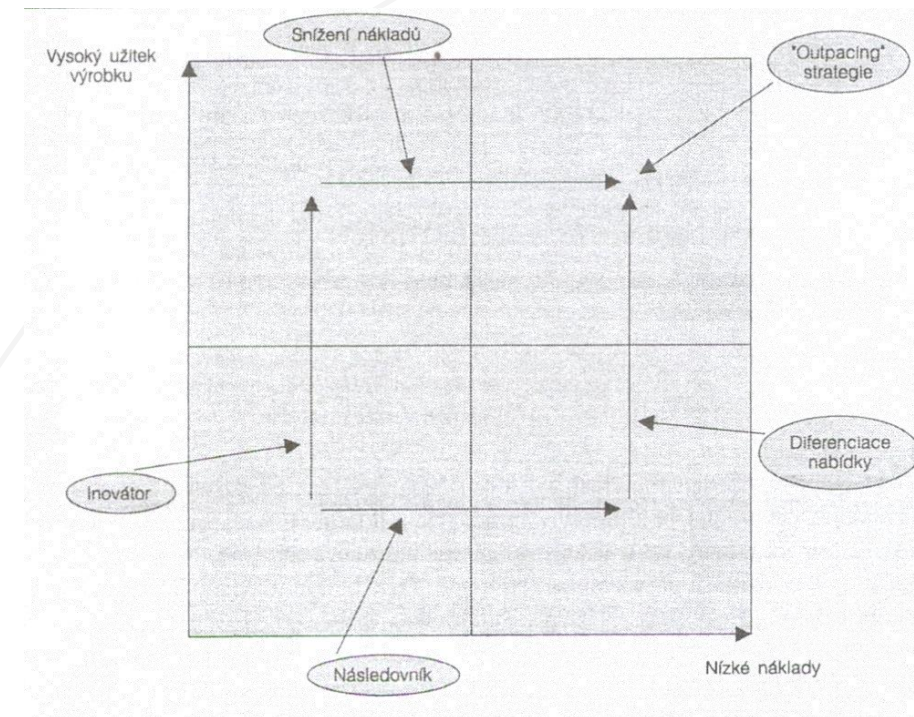 Snížení nákladů
Vysoký užitek
výrobku
"Outpacing"
strategie
Diferenciace
nabídky
Inovátor
Následovník
Nízké náklady